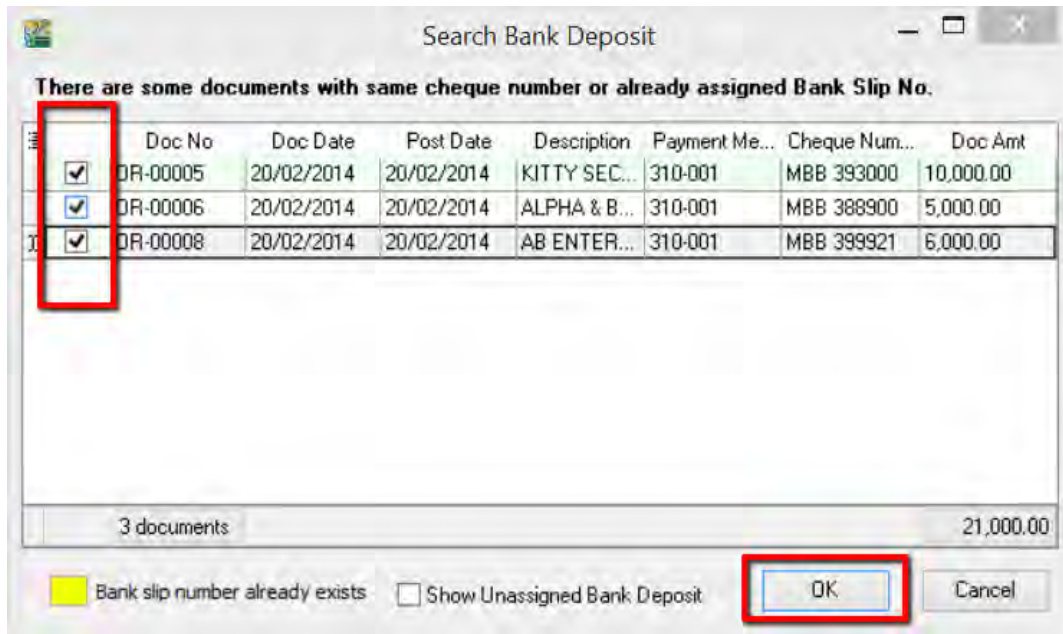 Search Bank Deposit
There are some documents with same cheque number or already assigned Bank Slip No.
Doc No Doc Date Post Date Description Payment Me... Cheque Num... Doc Amt
OR-00005 20/02/2014 20/02/2014 KITTY SEC... 310-001 MBB 393000 10,000.00
OR-00006 20/02/2014 20/02/2014 ALPHA & B... 310-001 MBB 388900 5,000.00
OR-00008 20/02/2014 20/02/2014 AB ENTER... 310-001 MBB 399921 6,000.00
3 documents 21,000.00
Bank slip number already exists Show Unassigned Bank Deposit OK Cancel